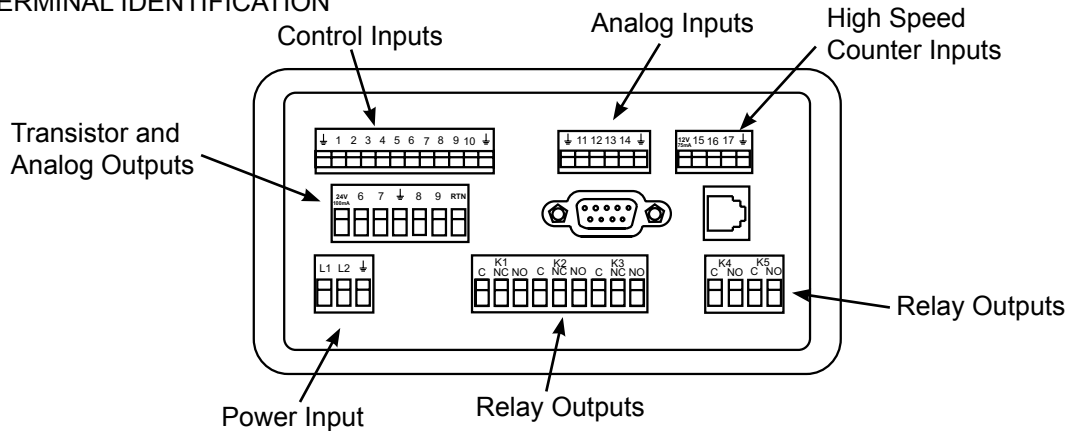 ERMINAL IDENTIFICATION
Control Inputs
Analog Inputs
High Speed
Counter Inputs
Transistor and
Analog Outputs
⏚ 1 2 3 4 5 6 7 8 9 10 ⏚
⏚ 11 12 13 14 ⏚
12V 75mA 15 16 17 ⏚
24V 100mA 6 7 ⏚ 8 9 RTN
L1 L2 ⏚
K1 K2 K3
C NC NO C NC NO C NC NO
K4 K5
C NO C NO
Relay Outputs
Power Input
Relay Outputs